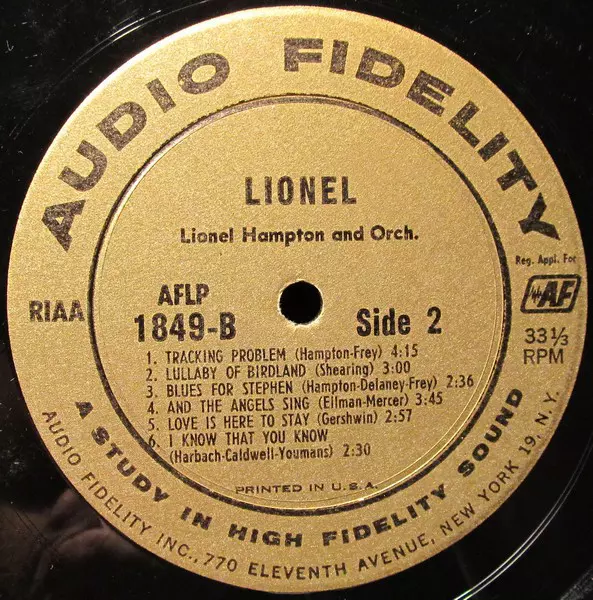 AUDIO FIDELITY
LIONEL
Lionel Hampton and Orch.
Reg. Appl. For
AF
RIAA
AFLP
1849-B
Side 2
33 1/3
RPM
1. TRACKING PROBLEM (Hampton-Frey) 4:15
2. LULLABY OF BIRDLAND (Shearing) 3:00
3. BLUES FOR STEPHEN (Hampton-Delaney-Frey) 2:36
4. AND THE ANGELS SING (Ellman-Mercer) 3:45
5. LOVE IS HERE TO STAY (Gershwin) 2:57
6. I KNOW THAT YOU KNOW
(Harbach-Caldwell-Youmans) 2:30
PRINTED IN U.S.A.
A STUDY IN HIGH FIDELITY SOUND
AUDIO FIDELITY INC., 770 ELEVENTH AVENUE, NEW YORK 19, N.Y.